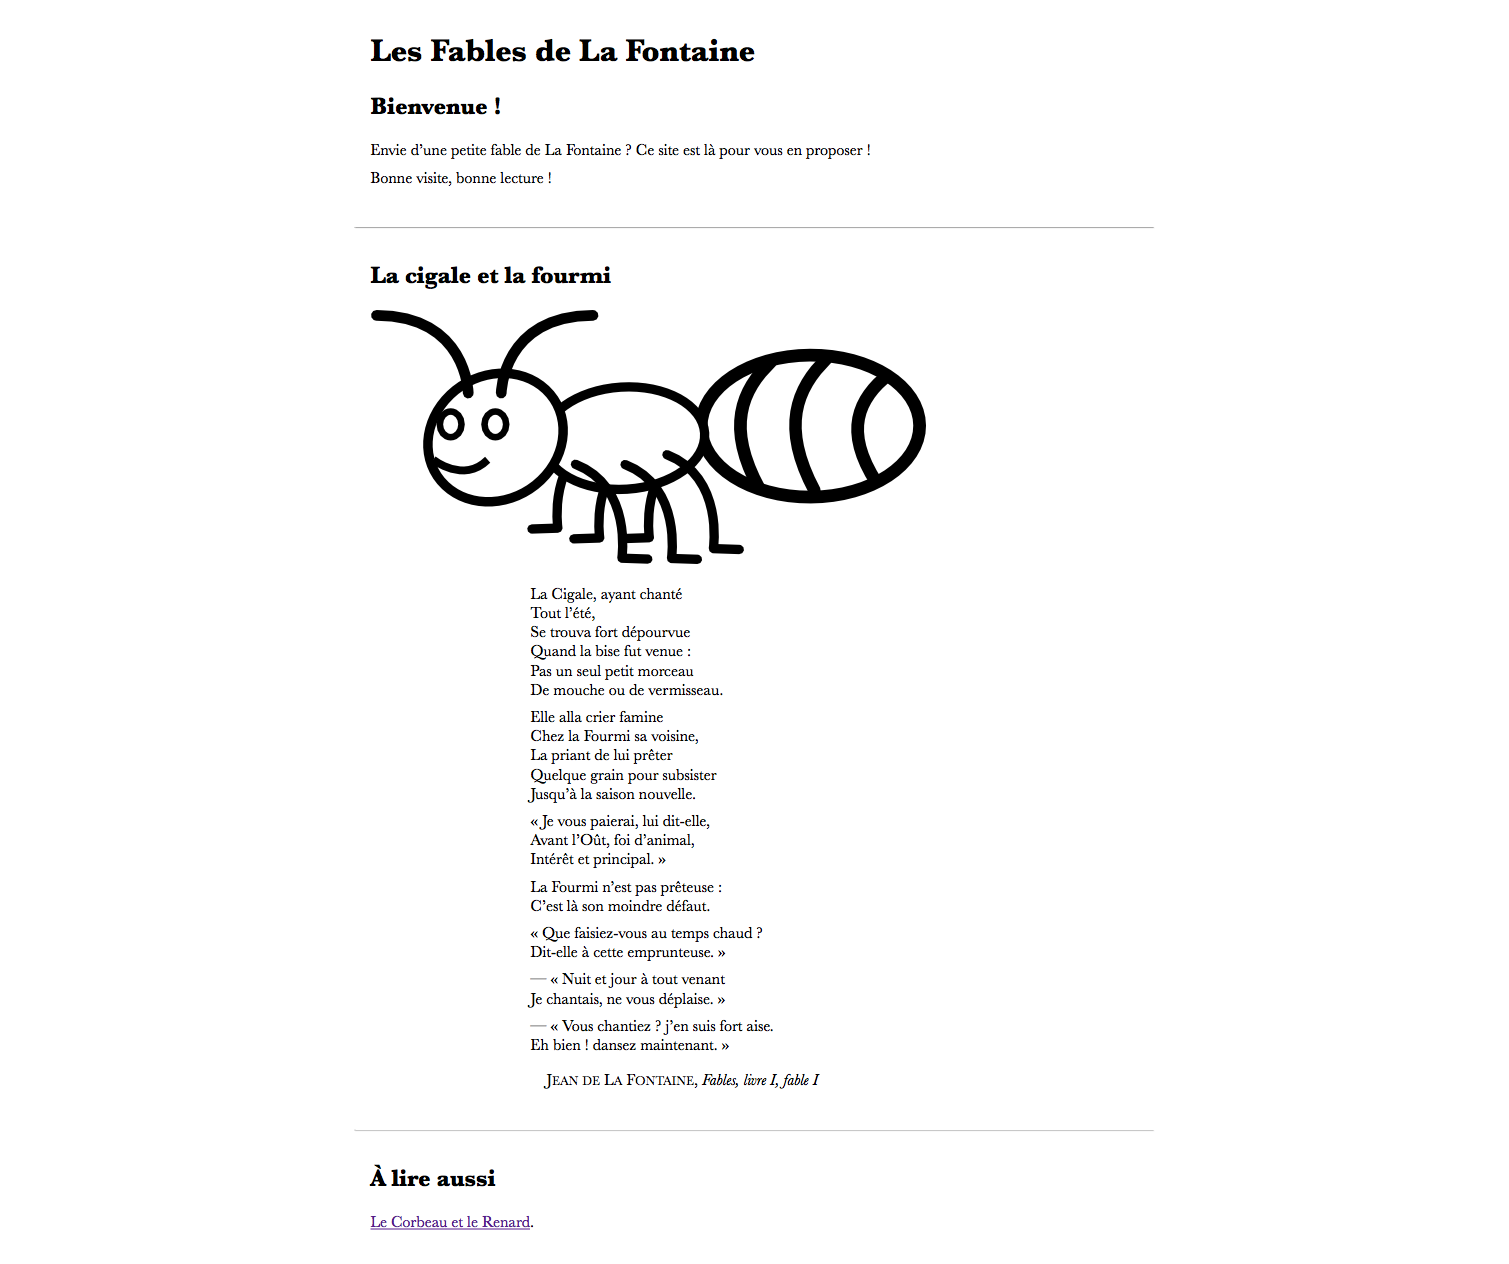 Les Fables de La Fontaine
Bienvenue !
Envie d’une petite fable de La Fontaine ? Ce site est là pour vous en proposer !
Bonne visite, bonne lecture !
La cigale et la fourmi
La Cigale, ayant chanté
Tout l’été,
Se trouva fort dépourvue
Quand la bise fut venue :
Pas un seul petit morceau
De mouche ou de vermisseau.
Elle alla crier famine
Chez la Fourmi sa voisine,
La priant de lui prêter
Quelque grain pour subsister
Jusqu’à la saison nouvelle.
« Je vous paierai, lui dit-elle,
Avant l’Oût, foi d’animal,
Intérêt et principal. »
La Fourmi n’est pas prêteuse :
C’est là son moindre défaut.
« Que faisiez-vous au temps chaud ?
Dit-elle à cette emprunteuse. »
— « Nuit et jour à tout venant
Je chantais, ne vous déplaise. »
— « Vous chantiez ? j’en suis fort aise.
Eh bien ! dansez maintenant. »
Jean de La Fontaine, Fables, livre I, fable I
À lire aussi
Le Corbeau et le Renard.